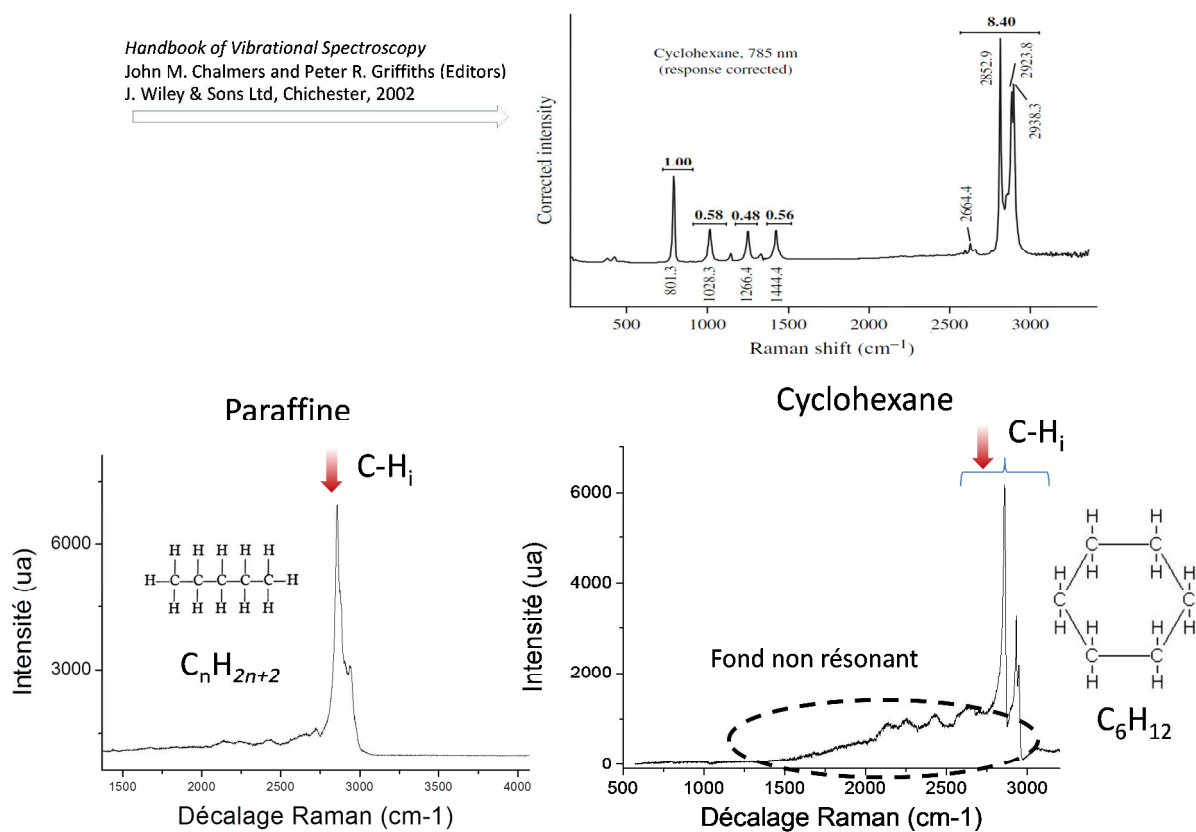 Handbook of Vibrational Spectroscopy
John M. Chalmers and Peter R. Griffiths (Editors)
J. Wiley & Sons Ltd, Chichester, 2002
Cyclohexane, 785 nm
(response corrected)
Corrected intensity
1.00
0.58
0.48
0.56
8.40
801.3
1028.3
1266.4
1444.4
2664.4
2852.9
2923.8
2938.3
500 1000 1500 2000 2500 3000
Raman shift (cm⁻¹)
Paraffine
C-Hᵢ
Intensité (ua)
6000
3000
H H H H H
H-C-C-C-C-C-H
H H H H H
CₙH₂ₙ₊₂
1500 2000 2500 3000 3500 4000
Décalage Raman (cm-1)
Cyclohexane
C-Hᵢ
Intensité (ua)
6000
4000
2000
0
Fond non résonant
500 1000 1500 2000 2500 3000
Décalage Raman (cm-1)
H H
C C
H H
H H
C C
H H
H H
C C
H H
C₆H₁₂